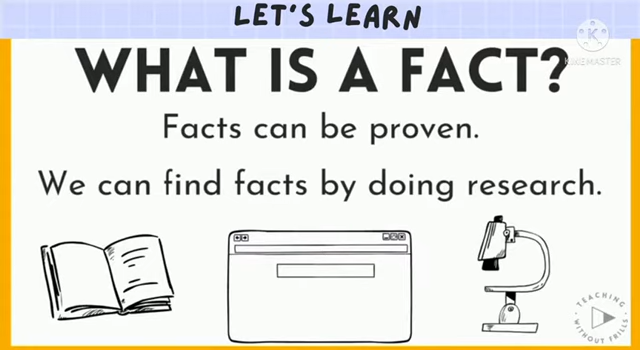 LET'S LEARN
KINEMASTER
WHAT IS A FACT?
Facts can be proven.
We can find facts by doing research.
TEACHING WITHOUT FRILLS